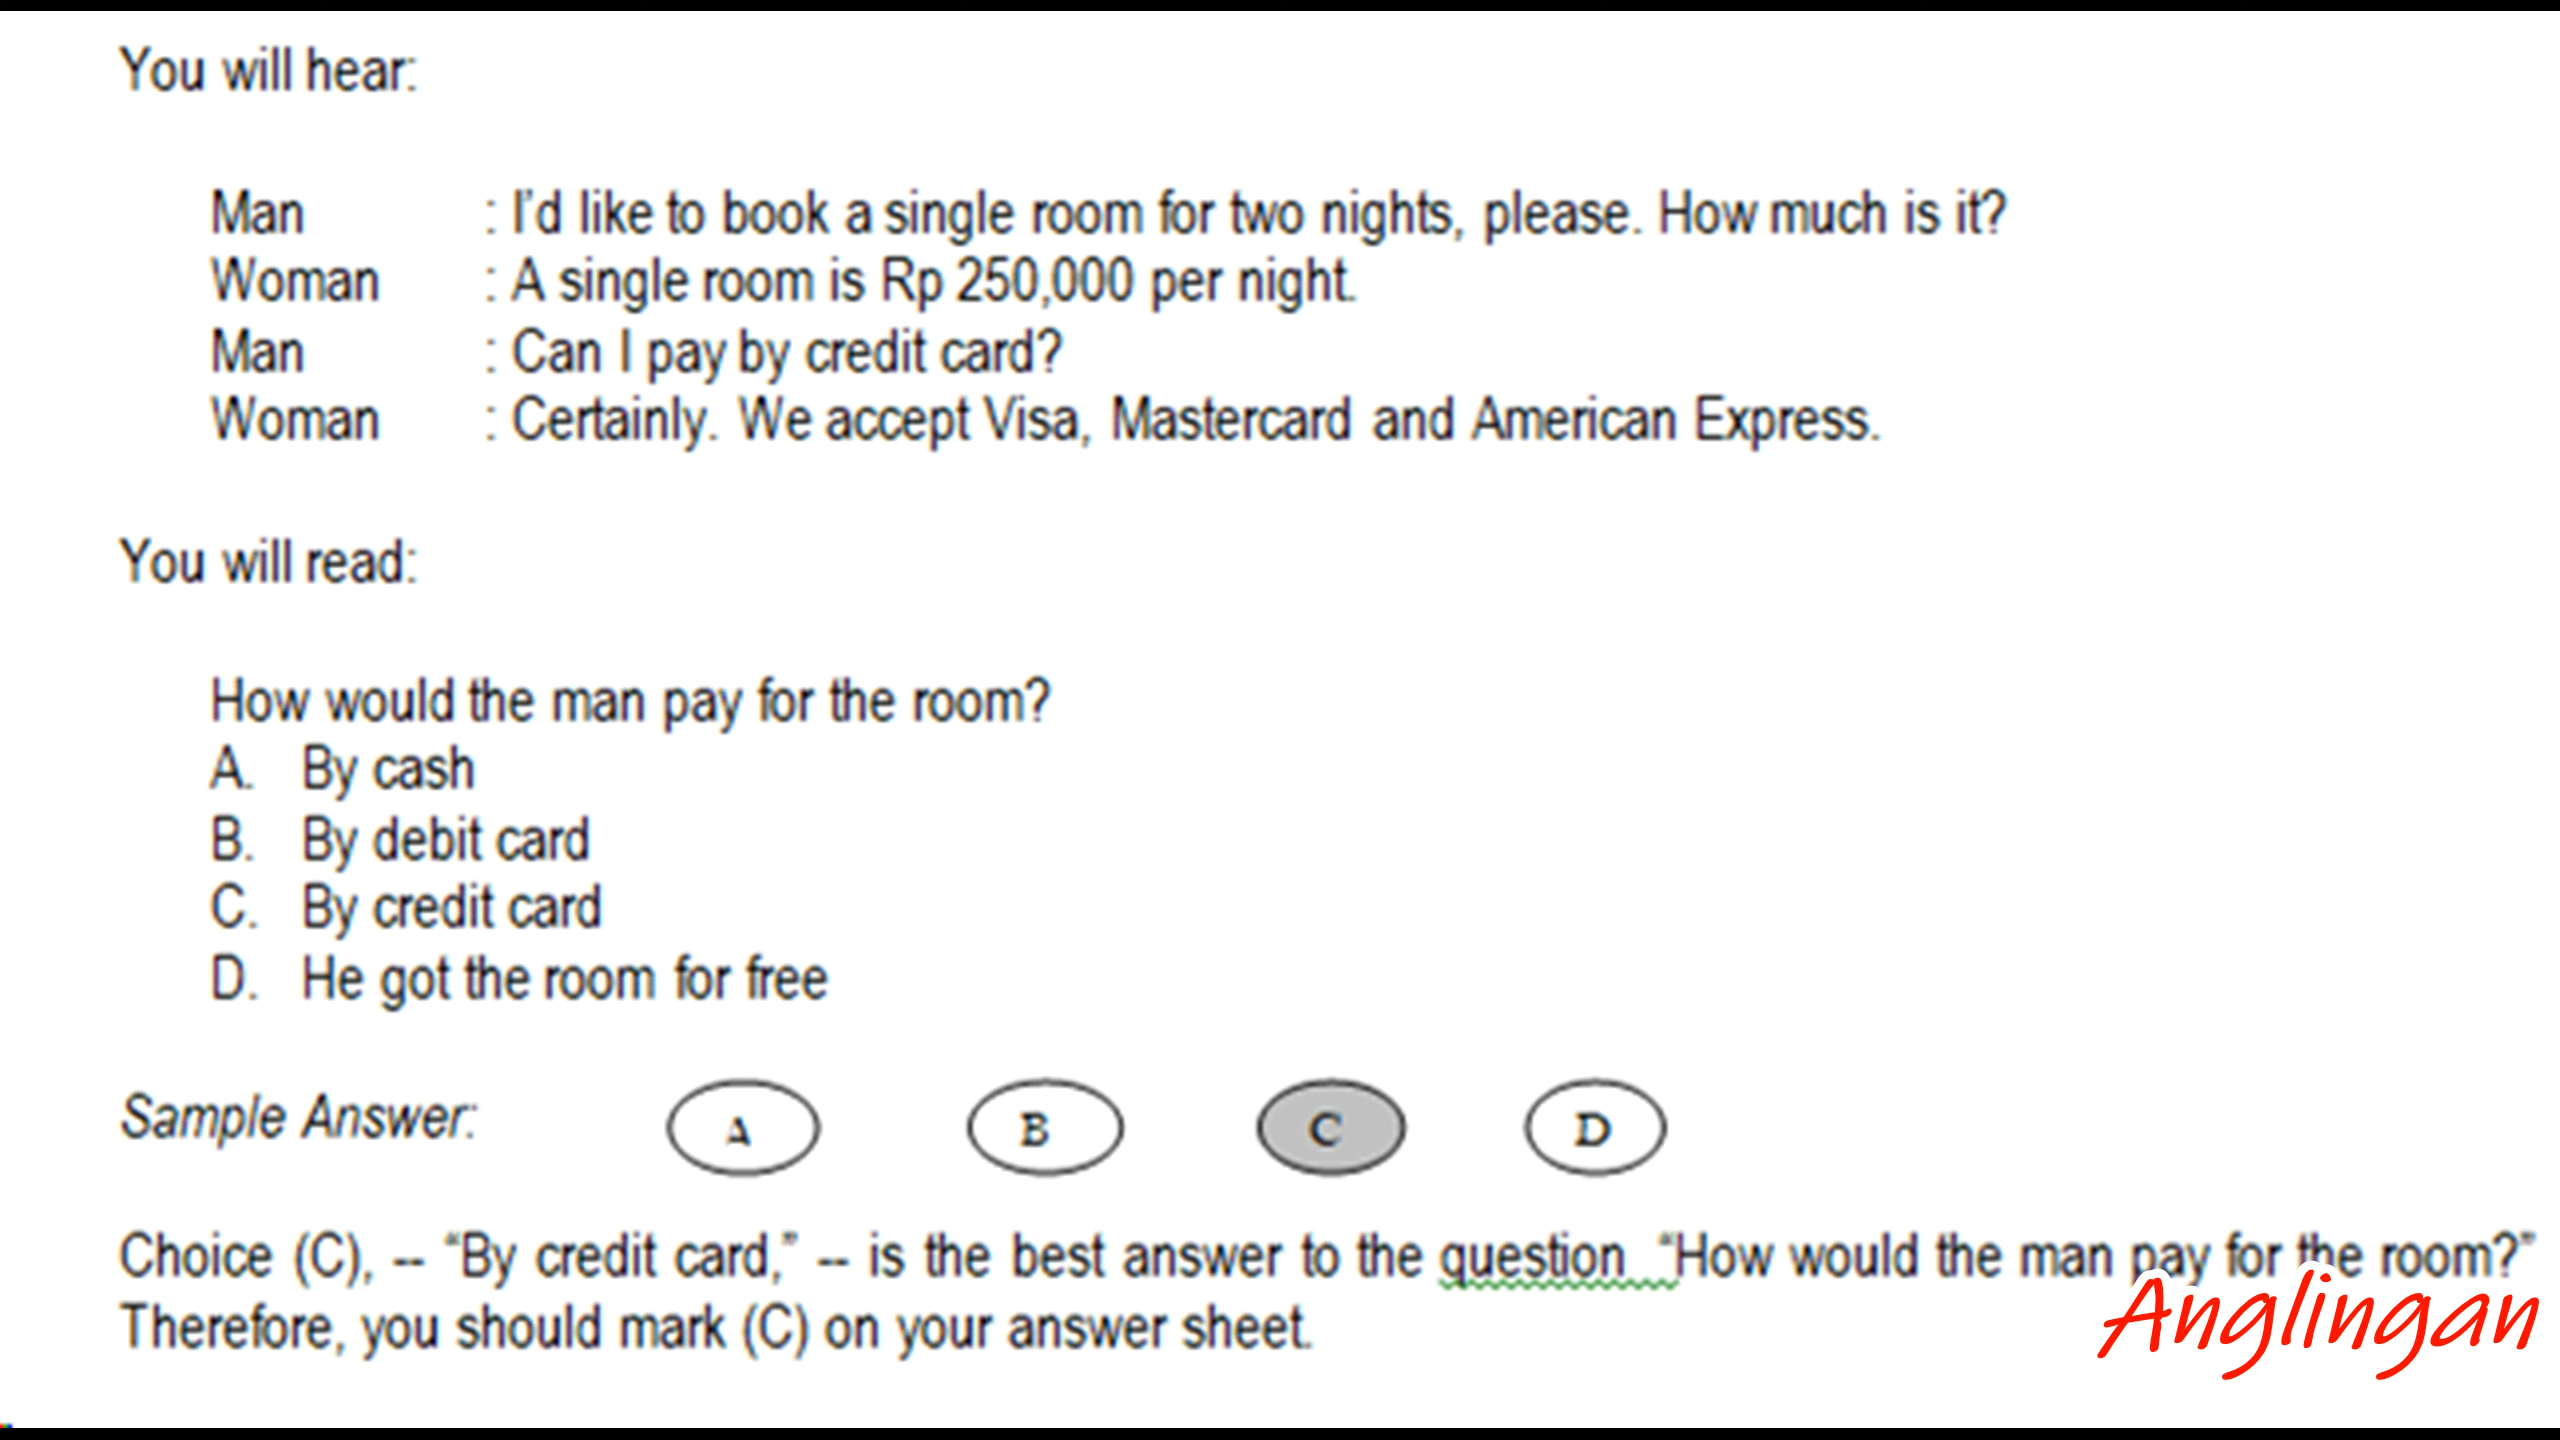 You will hear:
Man : I'd like to book a single room for two nights, please. How much is it?
Woman : A single room is Rp 250,000 per night.
Man : Can I pay by credit card?
Woman : Certainly. We accept Visa, Mastercard and American Express.
You will read:
How would the man pay for the room?
A. By cash
B. By debit card
C. By credit card
D. He got the room for free
Sample Answer: A B C D
Choice (C), -- “By credit card,” -- is the best answer to the question “How would the man pay for the room?”
Therefore, you should mark (C) on your answer sheet.
Anglingan